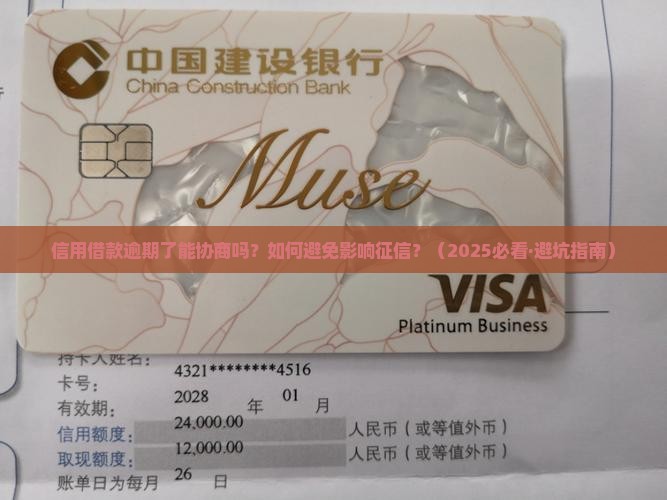 中国建设银行
China Construction Bank
Muse
信用借款逾期了能协商吗？如何避免影响征信？（2025必看·避坑指南）
VISA
Platinum Business
持卡人姓名：
卡号： 4321********4516
有效期： 2028 年 01 月
信用额度： 24,000.00 人民币（或等值外币）
取现额度： 12,000.00 人民币（或等值外币）
账单日为每月 26 日